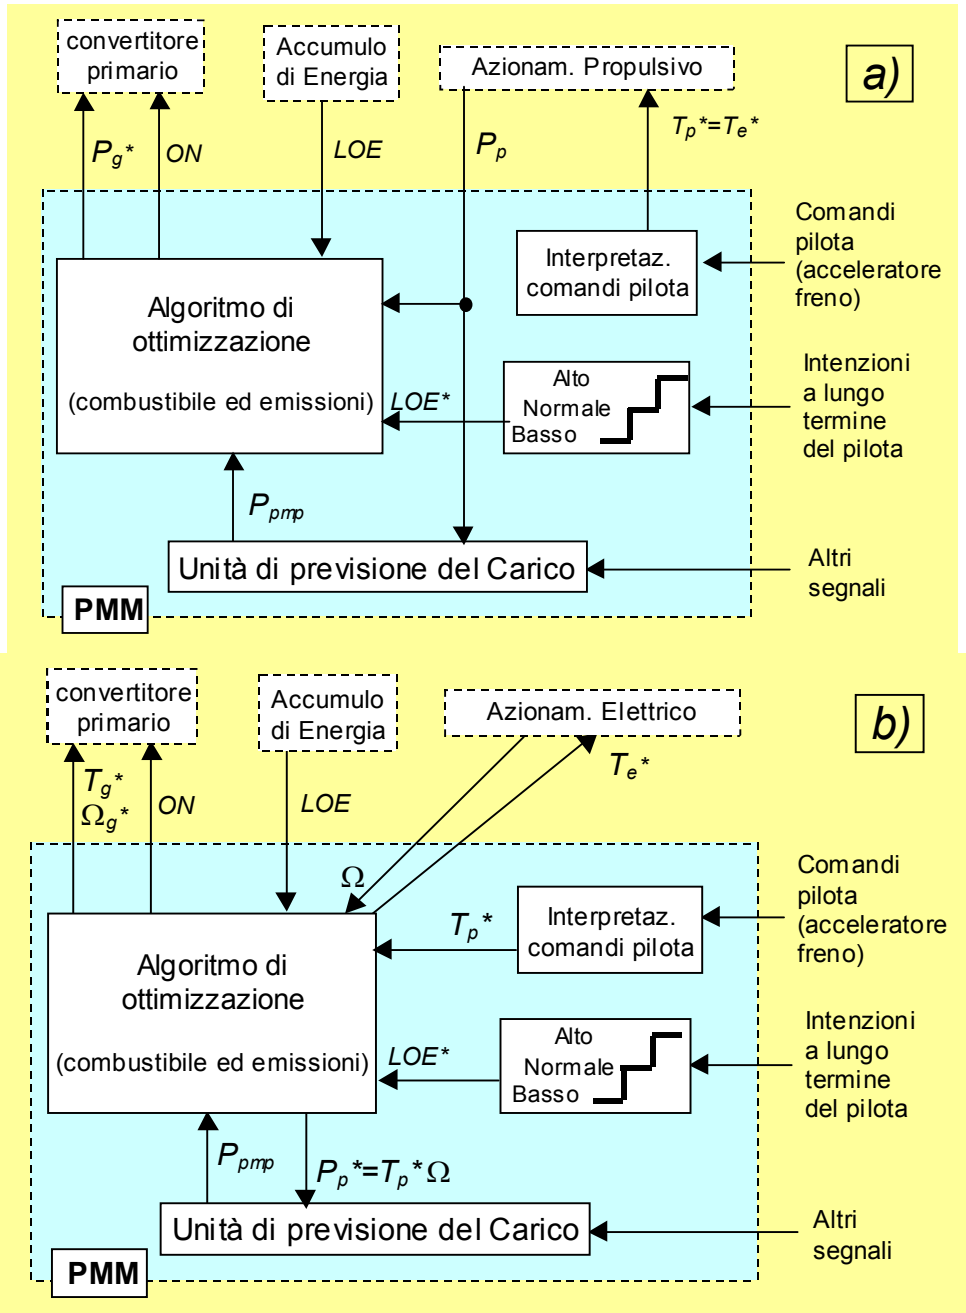 convertitore
primario
Accumulo
di Energia
Azionam. Propulsivo
a)
Pg*
ON
LOE
Pp
Tp*=Te*
Comandi
pilota
(acceleratore
freno)
Interpretaz.
comandi pilota
Algoritmo di
ottimizzazione
(combustibile ed emissioni)
LOE*
Alto
Normale
Basso
Intenzioni
a lungo
termine
del pilota
Ppmp
Unità di previsione del Carico
Altri
segnali
PMM
convertitore
primario
Accumulo
di Energia
Azionam. Elettrico
b)
Tg*
Ωg*
ON
LOE
Te*
Ω
Comandi
pilota
(acceleratore
freno)
Tp*
Interpretaz.
comandi pilota
Algoritmo di
ottimizzazione
(combustibile ed emissioni)
LOE*
Alto
Normale
Basso
Intenzioni
a lungo
termine
del pilota
Ppmp
Pp*=Tp*Ω
Unità di previsione del Carico
Altri
segnali
PMM